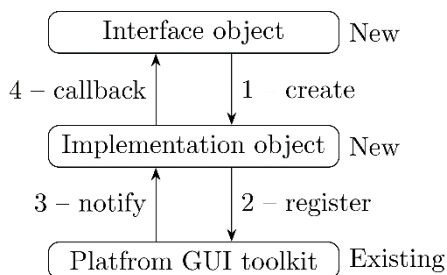 Interface object New
4 – callback 1 – create
Implementation object New
3 – notify 2 – register
Platfrom GUI toolkit Existing